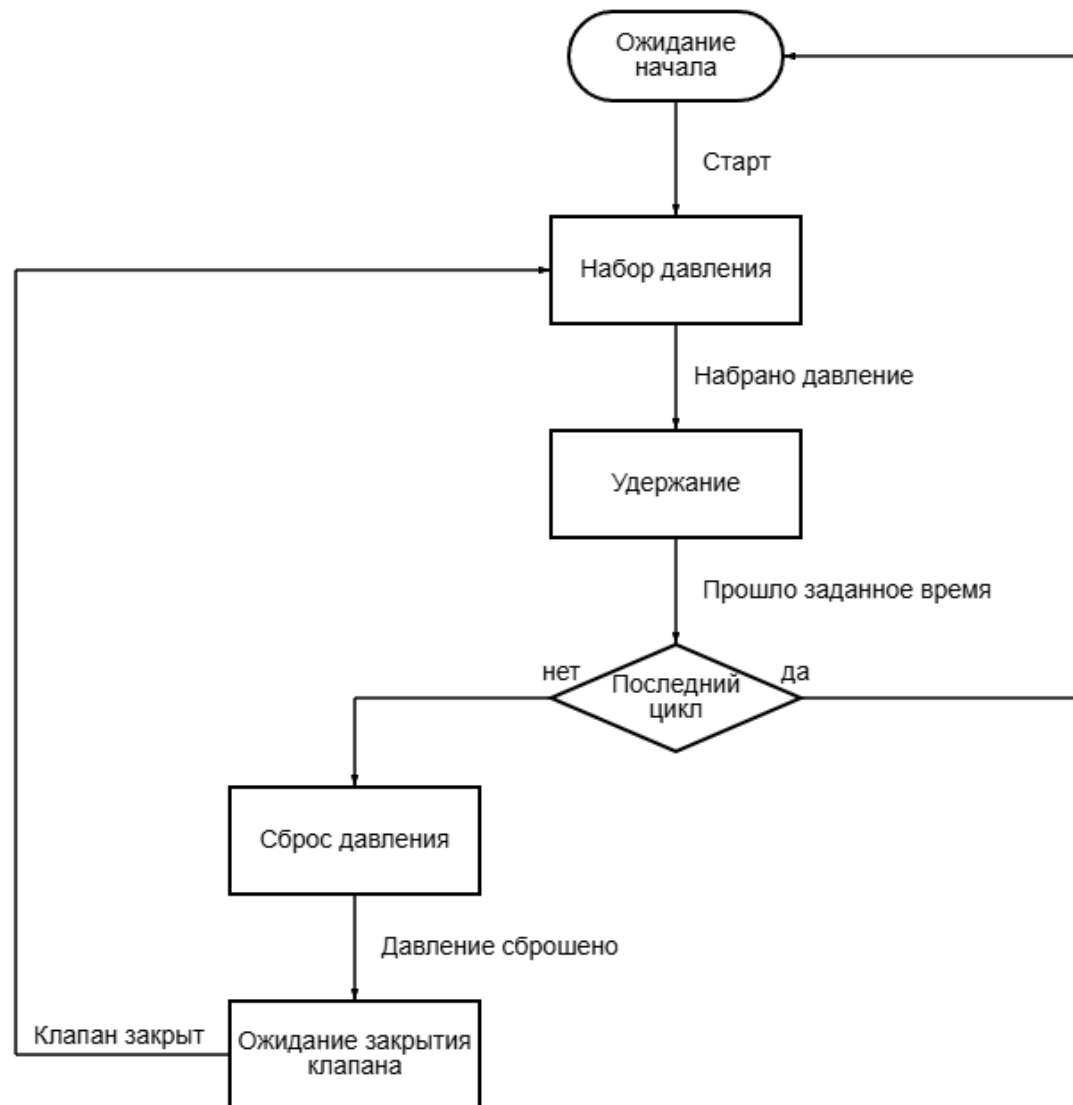 Ожидание
начала
Старт
Набор давления
Набрано давление
Удержание
Прошло заданное время
нет
Последний
цикл
да
Сброс давления
Давление сброшено
Клапан закрыт
Ожидание закрытия
клапана